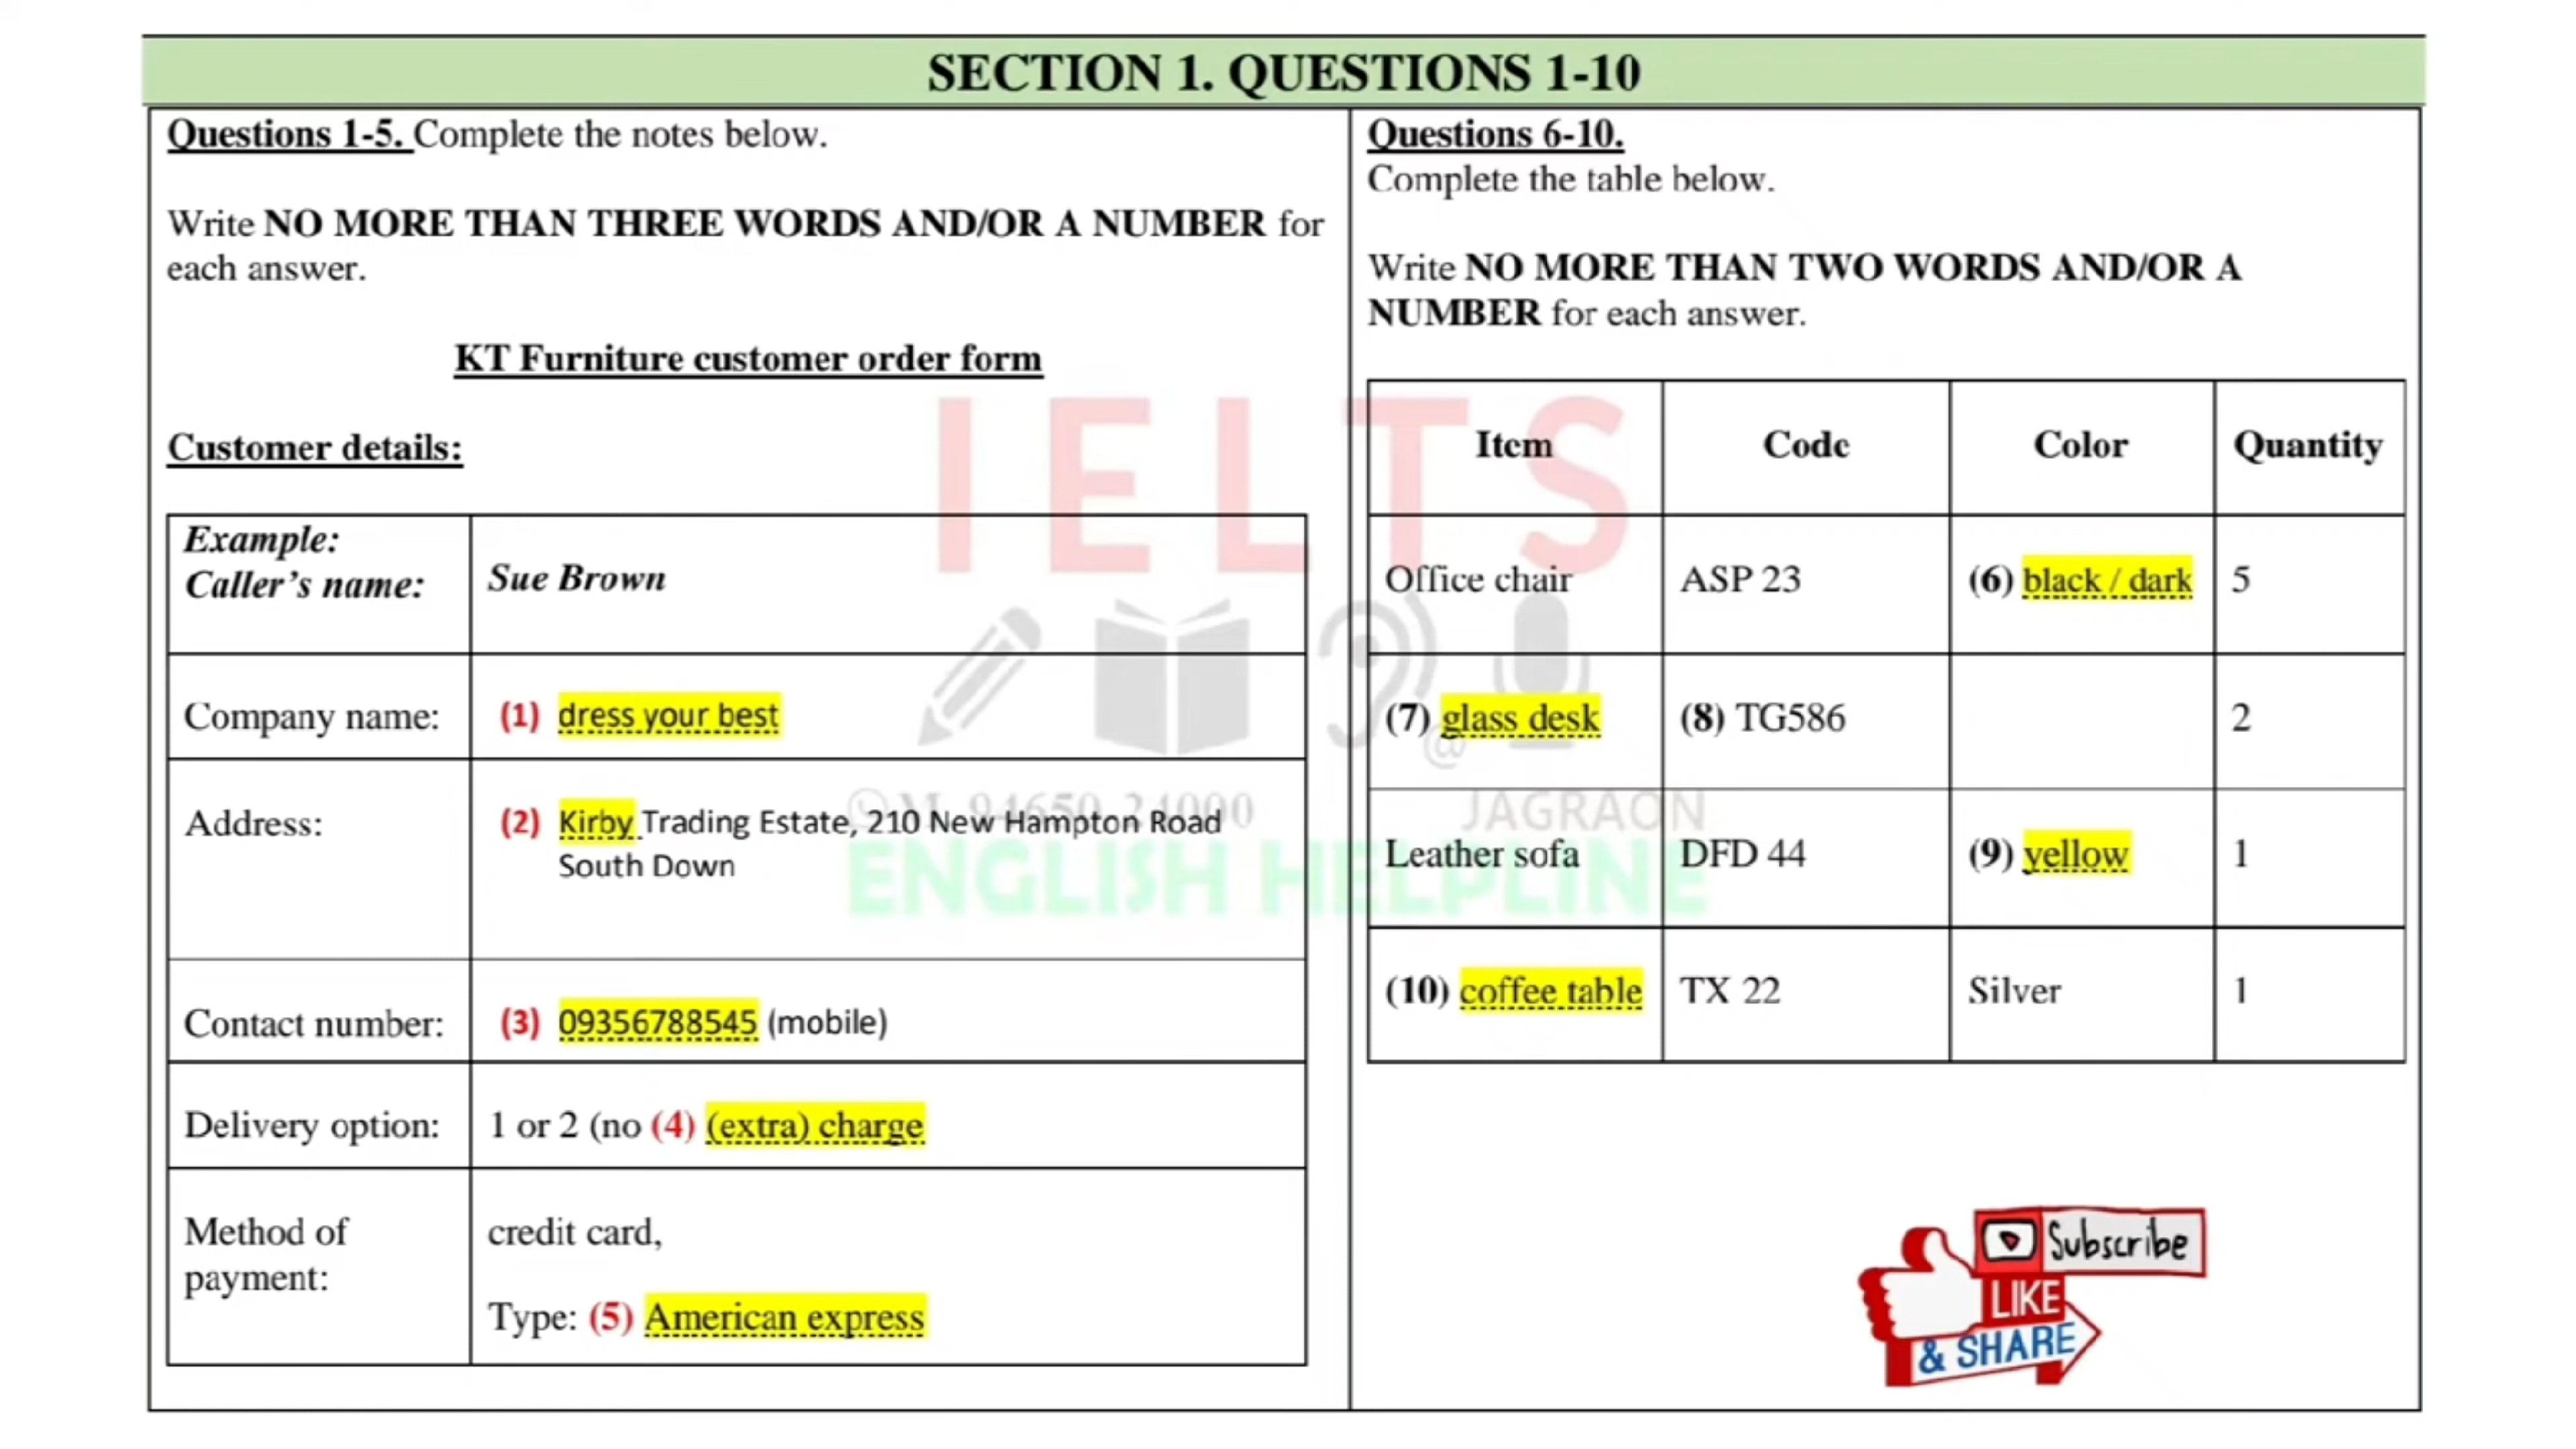 SECTION 1. QUESTIONS 1-10
Questions 1-5. Complete the notes below.
Write NO MORE THAN THREE WORDS AND/OR A NUMBER for
each answer.
KT Furniture customer order form
Customer details:
Example:
Caller's name:
Sue Brown
Company name:
(1) dress your best
Address:
(2) Kirby Trading Estate, 210 New Hampton Road
South Down
Contact number:
(3) 09356788545 (mobile)
Delivery option:
1 or 2 (no (4) (extra) charge
Method of
payment:
credit card,
Type: (5) American express
Questions 6-10.
Complete the table below.
Write NO MORE THAN TWO WORDS AND/OR A
NUMBER for each answer.
Item Code Color Quantity
Office chair ASP 23 (6) black / dark 5
(7) glass desk (8) TG586 2
Leather sofa DFD 44 (9) yellow 1
(10) coffee table TX 22 Silver 1
IELTS
@
JAGRAON
M. 94650-24000
ENGLISH HELPLINE
Subscribe
LIKE
& SHARE